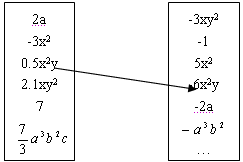 2a
-3x²
0.5x²y
2.1xy²
7
7/3 a³b²c
-3xy²
-1
5x²
6x²y
-2a
-a³b²
…